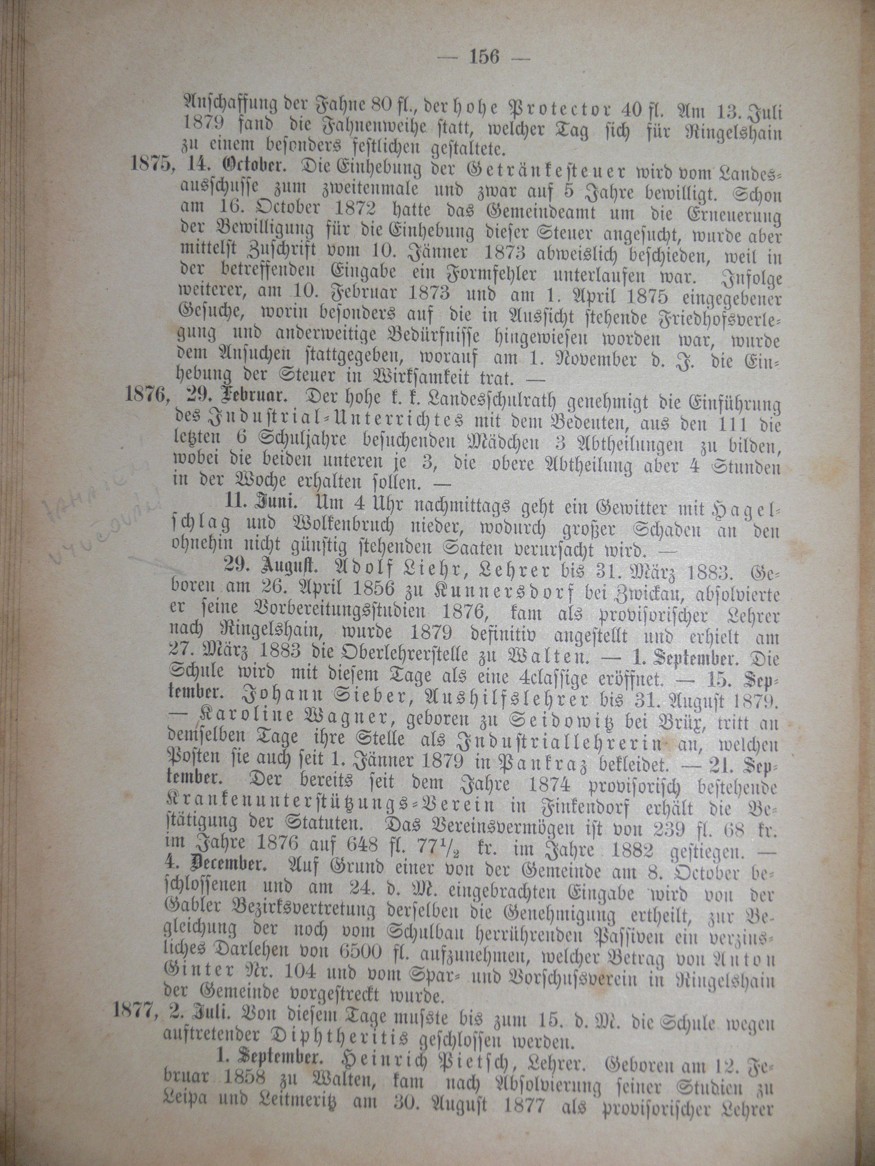 — 156 —
Anschaffung der Fahne 80 fl., der hohe Protector 40 fl. Am 13. Juli
1879 fand die Fahnenweihe statt, welcher Tag sich für Ringelshain
zu einem besonders festlichen gestaltete.
1875, 14. October. Die Einhebung der Getränkesteuer wird vom Landes-
ausschusse zum zweitenmale und zwar auf 5 Jahre bewilligt. Schon
am 16. October 1872 hatte das Gemeindeamt um die Erneuerung
der Bewilligung für die Einhebung dieser Steuer angesucht, wurde aber
mittelst Zuschrift vom 10. Jänner 1873 abweislich beschieden, weil in
der betreffenden Eingabe ein Formfehler unterlaufen war. Infolge
weiterer, am 10. Februar 1873 und am 1. April 1875 eingegebener
Gesuche, worin besonders auf die in Aussicht stehende Friedhofsverle-
gung und anderweitige Bedürfnisse hingewiesen worden war, wurde
dem Ansuchen stattgegeben, worauf am 1. November d. J. die Ein-
hebung der Steuer in Wirksamkeit trat. —
1876, 29. Februar. Der hohe k. k. Landesschulrath genehmigt die Einführung
des Industrial-Unterrichtes mit dem Bedeuten, aus den 111 die
letzten 6 Schuljahre besuchenden Mädchen 3 Abtheilungen zu bilden,
wobei die beiden unteren je 3, die obere Abtheilung aber 4 Stunden
in der Woche erhalten sollen. —
11. Juni. Um 4 Uhr nachmittags geht ein Gewitter mit Hagel-
schlag und Wolkenbruch nieder, wodurch großer Schaden an den
ohnehin nicht günstig stehenden Saaten verursacht wird. —
29. August. Adolf Liehr, Lehrer bis 31. März 1883. Ge-
boren am 26. April 1856 zu Kunnersdorf bei Zwickau, absolvierte
er seine Vorbereitungsstudien 1876, kam als provisorischer Lehrer
nach Ringelshain, wurde 1879 definitiv angestellt und erhielt am
27. März 1883 die Oberlehrerstelle zu Walten. — 1. September. Die
Schule wird mit diesem Tage als eine 4classige eröffnet. — 15. Sep-
tember. Johann Sieber, Aushilfslehrer bis 31. August 1879.
— Karoline Wagner, geboren zu Seidowitz bei Brüx, tritt an
demselben Tage ihre Stelle als Industriallehrerin an, welchen
Posten sie auch seit 1. Jänner 1879 in Pankraz bekleidet. — 21. Sep-
tember. Der bereits seit dem Jahre 1874 provisorisch bestehende
Krankenunterstützungs-Verein in Finkendorf erhält die Be-
stätigung der Statuten. Das Vereinsvermögen ist von 239 fl. 68 kr.
im Jahre 1876 auf 648 fl. 77½ kr. im Jahre 1882 gestiegen. —
4. December. Auf Grund einer von der Gemeinde am 8. October be-
schlossenen und am 24. d. M. eingebrachten Eingabe wird von der
Gabler Bezirksvertretung derselben die Genehmigung ertheilt, zur Be-
gleichung der noch vom Schulbau herrührenden Passiven ein verzins-
liches Darlehen von 6500 fl. aufzunehmen, welcher Betrag von Anton
Ginter Nr. 104 und vom Spar- und Vorschussverein in Ringelshain
der Gemeinde vorgestreckt wurde.
1877, 2. Juli. Von diesem Tage musste bis zum 15. d. M. die Schule wegen
auftretender Diphtheritis geschlossen werden.
1. September. Heinrich Pietsch, Lehrer. Geboren am 12. Fe-
bruar 1858 zu Walten, kam nach Absolvierung seiner Studien zu
Leipa und Leitmeritz am 30. August 1877 als provisorischer Lehrer